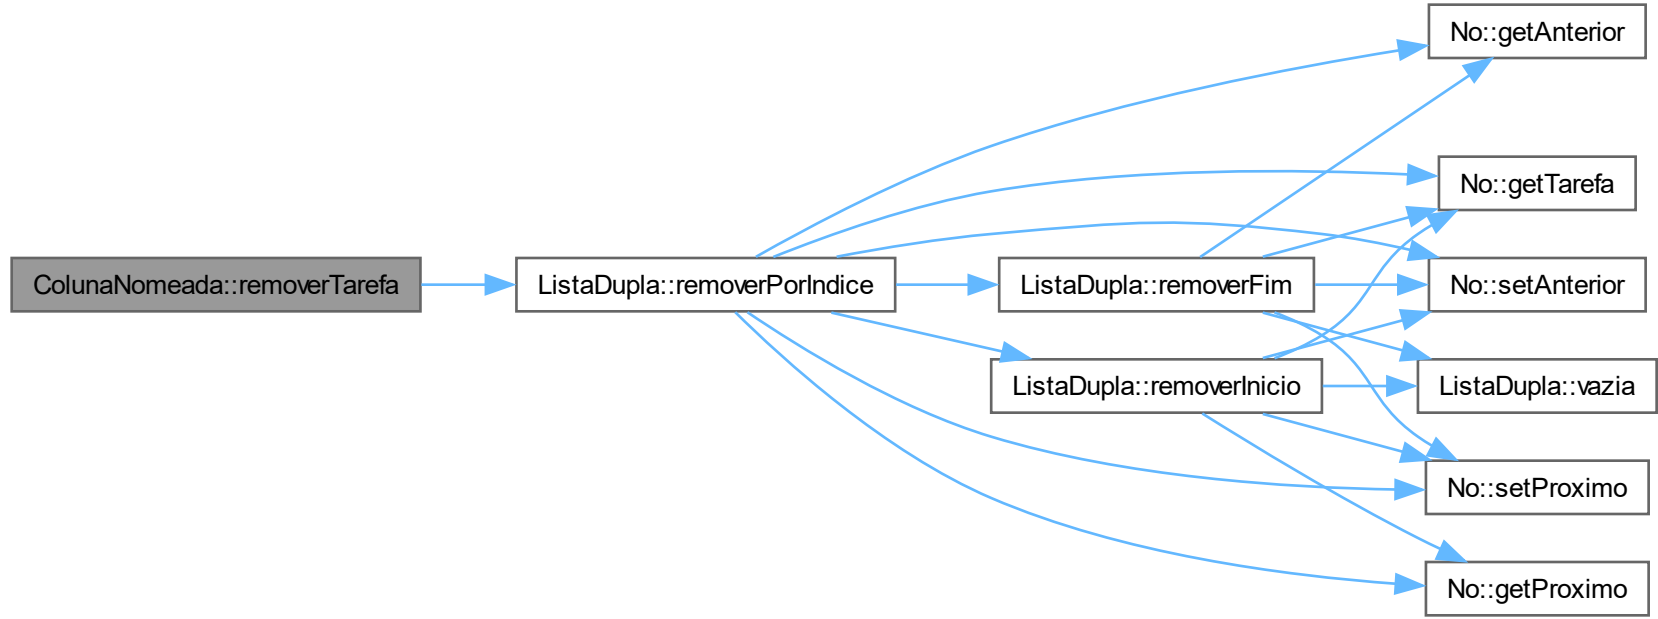 ColunaNomeada::removerTarefa
ListaDupla::removerPorIndice
ListaDupla::removerFim
ListaDupla::removerInicio
No::getAnterior
No::getTarefa
No::setAnterior
ListaDupla::vazia
No::setProximo
No::getProximo